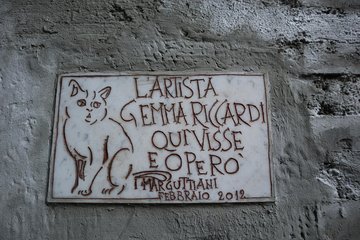 L'ARTISTA
GEMMA RICCARDI
QUI VISSE
E OPERÒ
I MARGUTTIANI
FEBBRAIO 2012